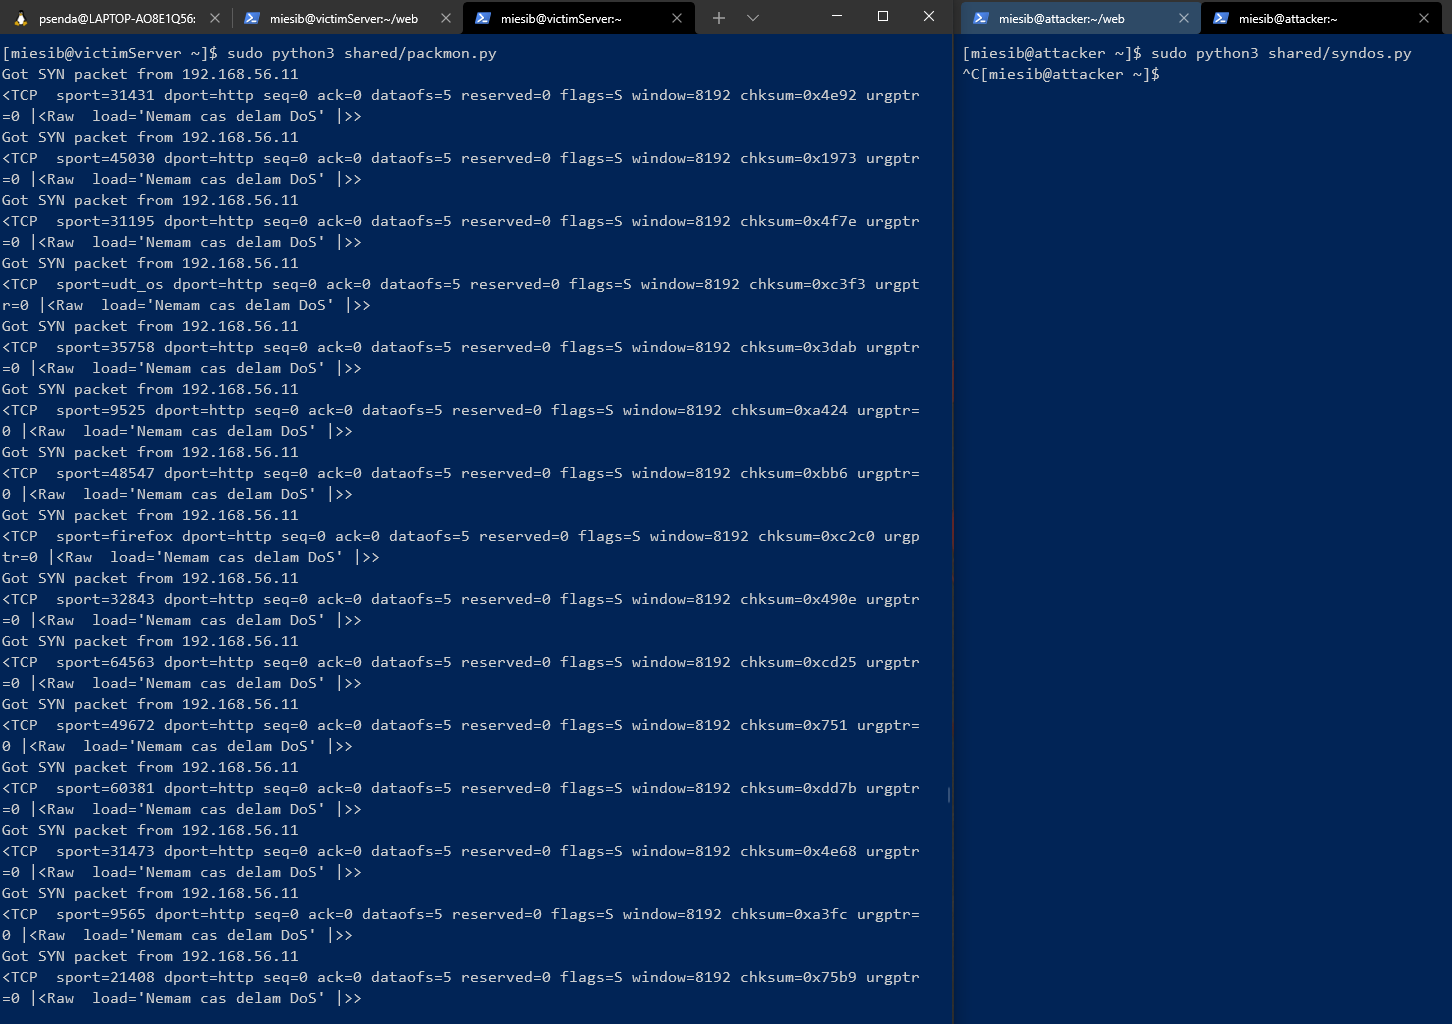 psenda@LAPTOP-AO8E1Q56:
miesib@victimServer:~/web
miesib@victimServer:~
miesib@attacker:~/web
miesib@attacker:~
[miesib@victimServer ~]$ sudo python3 shared/packmon.py
Got SYN packet from 192.168.56.11
<TCP  sport=31431 dport=http seq=0 ack=0 dataofs=5 reserved=0 flags=S window=8192 chksum=0x4e92 urgptr
=0 |<Raw  load='Nemam cas delam DoS' |>>
Got SYN packet from 192.168.56.11
<TCP  sport=45030 dport=http seq=0 ack=0 dataofs=5 reserved=0 flags=S window=8192 chksum=0x1973 urgptr
=0 |<Raw  load='Nemam cas delam DoS' |>>
Got SYN packet from 192.168.56.11
<TCP  sport=31195 dport=http seq=0 ack=0 dataofs=5 reserved=0 flags=S window=8192 chksum=0x4f7e urgptr
=0 |<Raw  load='Nemam cas delam DoS' |>>
Got SYN packet from 192.168.56.11
<TCP  sport=udt_os dport=http seq=0 ack=0 dataofs=5 reserved=0 flags=S window=8192 chksum=0xc3f3 urgpt
r=0 |<Raw  load='Nemam cas delam DoS' |>>
Got SYN packet from 192.168.56.11
<TCP  sport=35758 dport=http seq=0 ack=0 dataofs=5 reserved=0 flags=S window=8192 chksum=0x3dab urgptr
=0 |<Raw  load='Nemam cas delam DoS' |>>
Got SYN packet from 192.168.56.11
<TCP  sport=9525 dport=http seq=0 ack=0 dataofs=5 reserved=0 flags=S window=8192 chksum=0xa424 urgptr=
0 |<Raw  load='Nemam cas delam DoS' |>>
Got SYN packet from 192.168.56.11
<TCP  sport=48547 dport=http seq=0 ack=0 dataofs=5 reserved=0 flags=S window=8192 chksum=0xbb6 urgptr=
0 |<Raw  load='Nemam cas delam DoS' |>>
Got SYN packet from 192.168.56.11
<TCP  sport=firefox dport=http seq=0 ack=0 dataofs=5 reserved=0 flags=S window=8192 chksum=0xc2c0 urgp
tr=0 |<Raw  load='Nemam cas delam DoS' |>>
Got SYN packet from 192.168.56.11
<TCP  sport=32843 dport=http seq=0 ack=0 dataofs=5 reserved=0 flags=S window=8192 chksum=0x490e urgptr
=0 |<Raw  load='Nemam cas delam DoS' |>>
Got SYN packet from 192.168.56.11
<TCP  sport=64563 dport=http seq=0 ack=0 dataofs=5 reserved=0 flags=S window=8192 chksum=0xcd25 urgptr
=0 |<Raw  load='Nemam cas delam DoS' |>>
Got SYN packet from 192.168.56.11
<TCP  sport=49672 dport=http seq=0 ack=0 dataofs=5 reserved=0 flags=S window=8192 chksum=0x751 urgptr=
0 |<Raw  load='Nemam cas delam DoS' |>>
Got SYN packet from 192.168.56.11
<TCP  sport=60381 dport=http seq=0 ack=0 dataofs=5 reserved=0 flags=S window=8192 chksum=0xdd7b urgptr
=0 |<Raw  load='Nemam cas delam DoS' |>>
Got SYN packet from 192.168.56.11
<TCP  sport=31473 dport=http seq=0 ack=0 dataofs=5 reserved=0 flags=S window=8192 chksum=0x4e68 urgptr
=0 |<Raw  load='Nemam cas delam DoS' |>>
Got SYN packet from 192.168.56.11
<TCP  sport=9565 dport=http seq=0 ack=0 dataofs=5 reserved=0 flags=S window=8192 chksum=0xa3fc urgptr=
0 |<Raw  load='Nemam cas delam DoS' |>>
Got SYN packet from 192.168.56.11
<TCP  sport=21408 dport=http seq=0 ack=0 dataofs=5 reserved=0 flags=S window=8192 chksum=0x75b9 urgptr
=0 |<Raw  load='Nemam cas delam DoS' |>>
[miesib@attacker ~]$ sudo python3 shared/syndos.py
^C[miesib@attacker ~]$